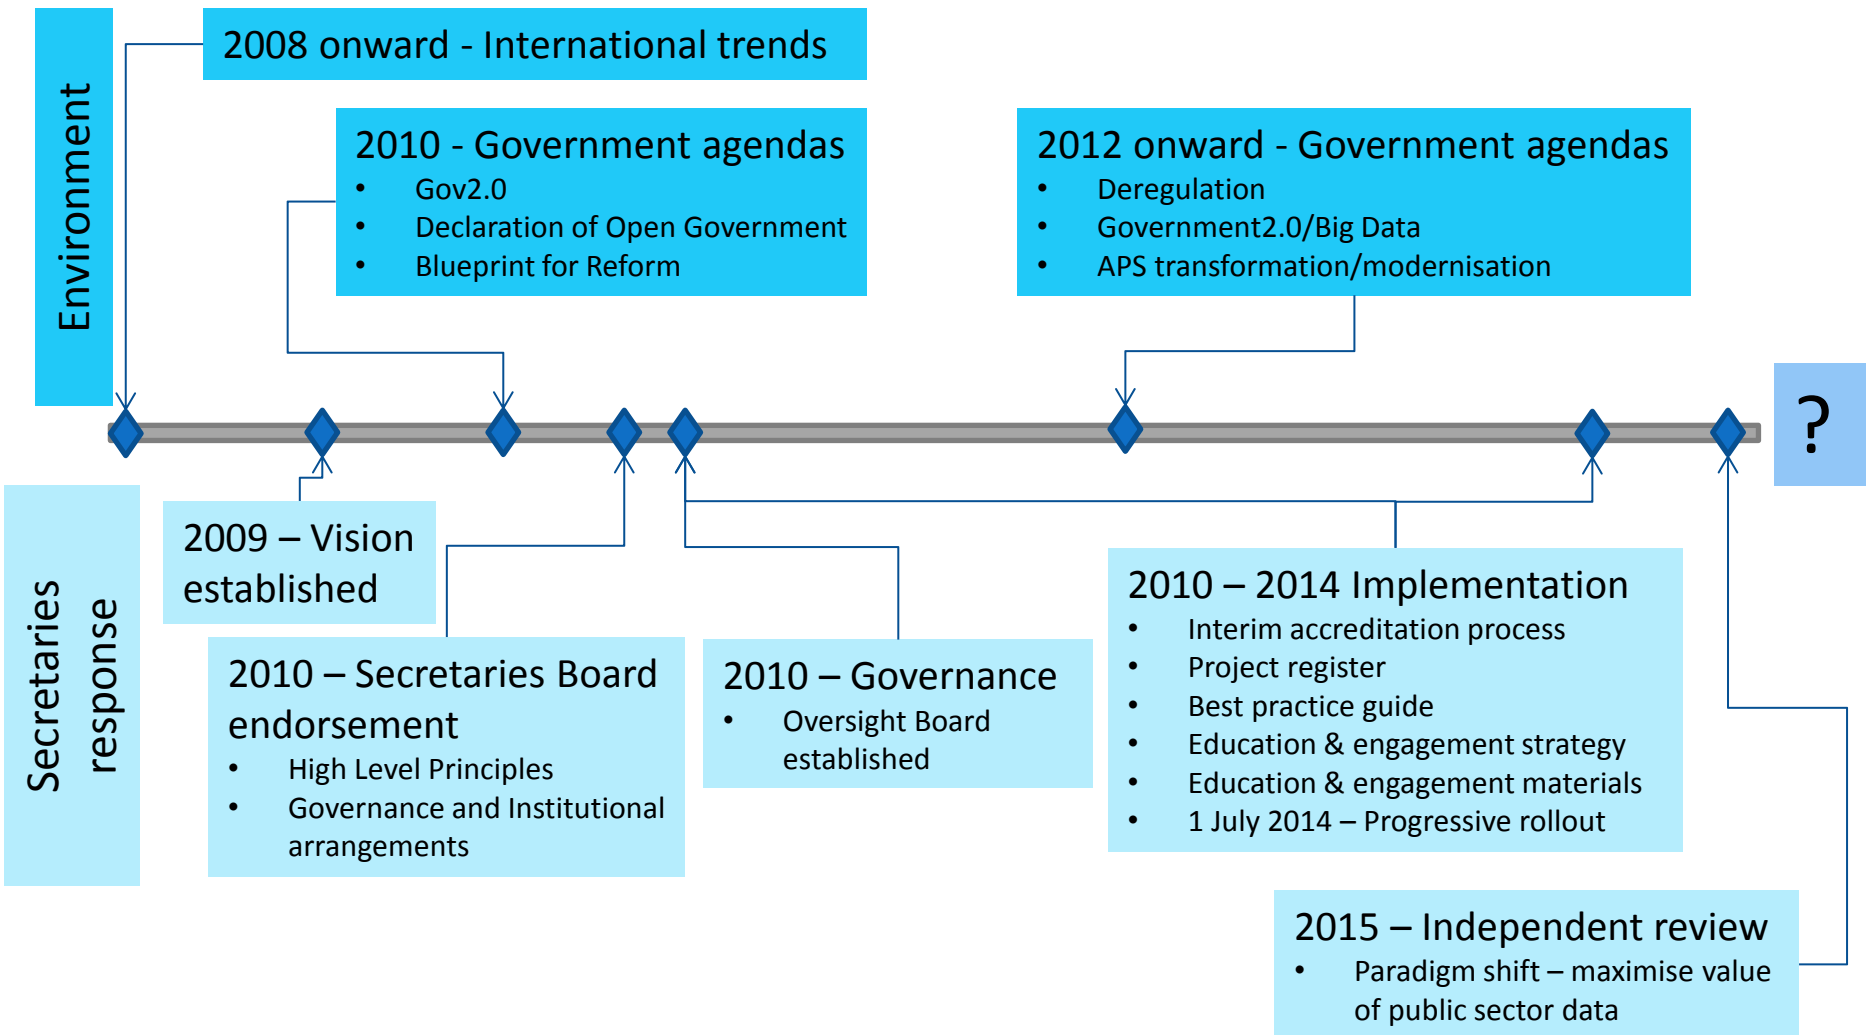 Environment
2008 onward - International trends
2010 - Government agendas
• Gov2.0
• Declaration of Open Government
• Blueprint for Reform
2012 onward - Government agendas
• Deregulation
• Government2.0/Big Data
• APS transformation/modernisation
?
Secretaries
response
2009 – Vision
established
2010 – Secretaries Board
endorsement
• High Level Principles
• Governance and Institutional
arrangements
2010 – Governance
• Oversight Board
established
2010 – 2014 Implementation
• Interim accreditation process
• Project register
• Best practice guide
• Education & engagement strategy
• Education & engagement materials
• 1 July 2014 – Progressive rollout
2015 – Independent review
• Paradigm shift – maximise value
of public sector data